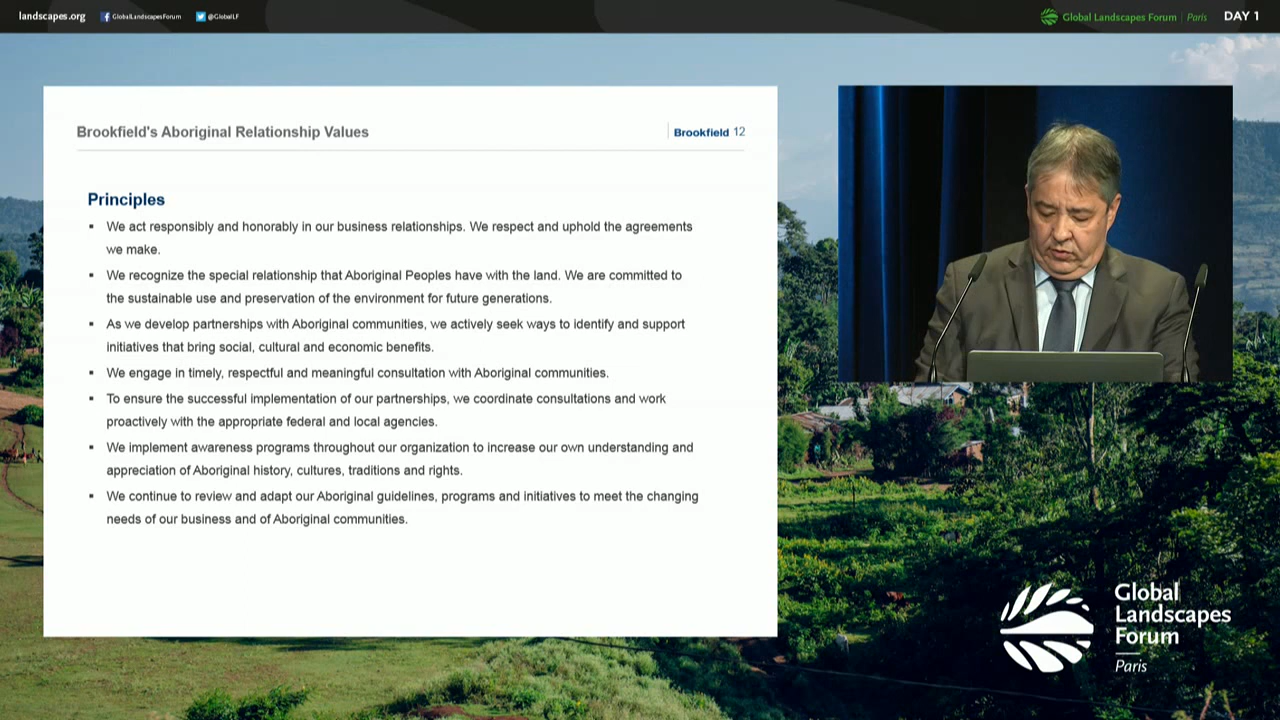 landscapes.org GlobalLandscapesForum @GlobalLF Global Landscapes Forum | Paris DAY 1
Brookfield's Aboriginal Relationship Values Brookfield 12
Principles
▪ We act responsibly and honorably in our business relationships. We respect and uphold the agreements
we make.
▪ We recognize the special relationship that Aboriginal Peoples have with the land. We are committed to
the sustainable use and preservation of the environment for future generations.
▪ As we develop partnerships with Aboriginal communities, we actively seek ways to identify and support
initiatives that bring social, cultural and economic benefits.
▪ We engage in timely, respectful and meaningful consultation with Aboriginal communities.
▪ To ensure the successful implementation of our partnerships, we coordinate consultations and work
proactively with the appropriate federal and local agencies.
▪ We implement awareness programs throughout our organization to increase our own understanding and
appreciation of Aboriginal history, cultures, traditions and rights.
▪ We continue to review and adapt our Aboriginal guidelines, programs and initiatives to meet the changing
needs of our business and of Aboriginal communities.
Global
Landscapes
Forum
Paris